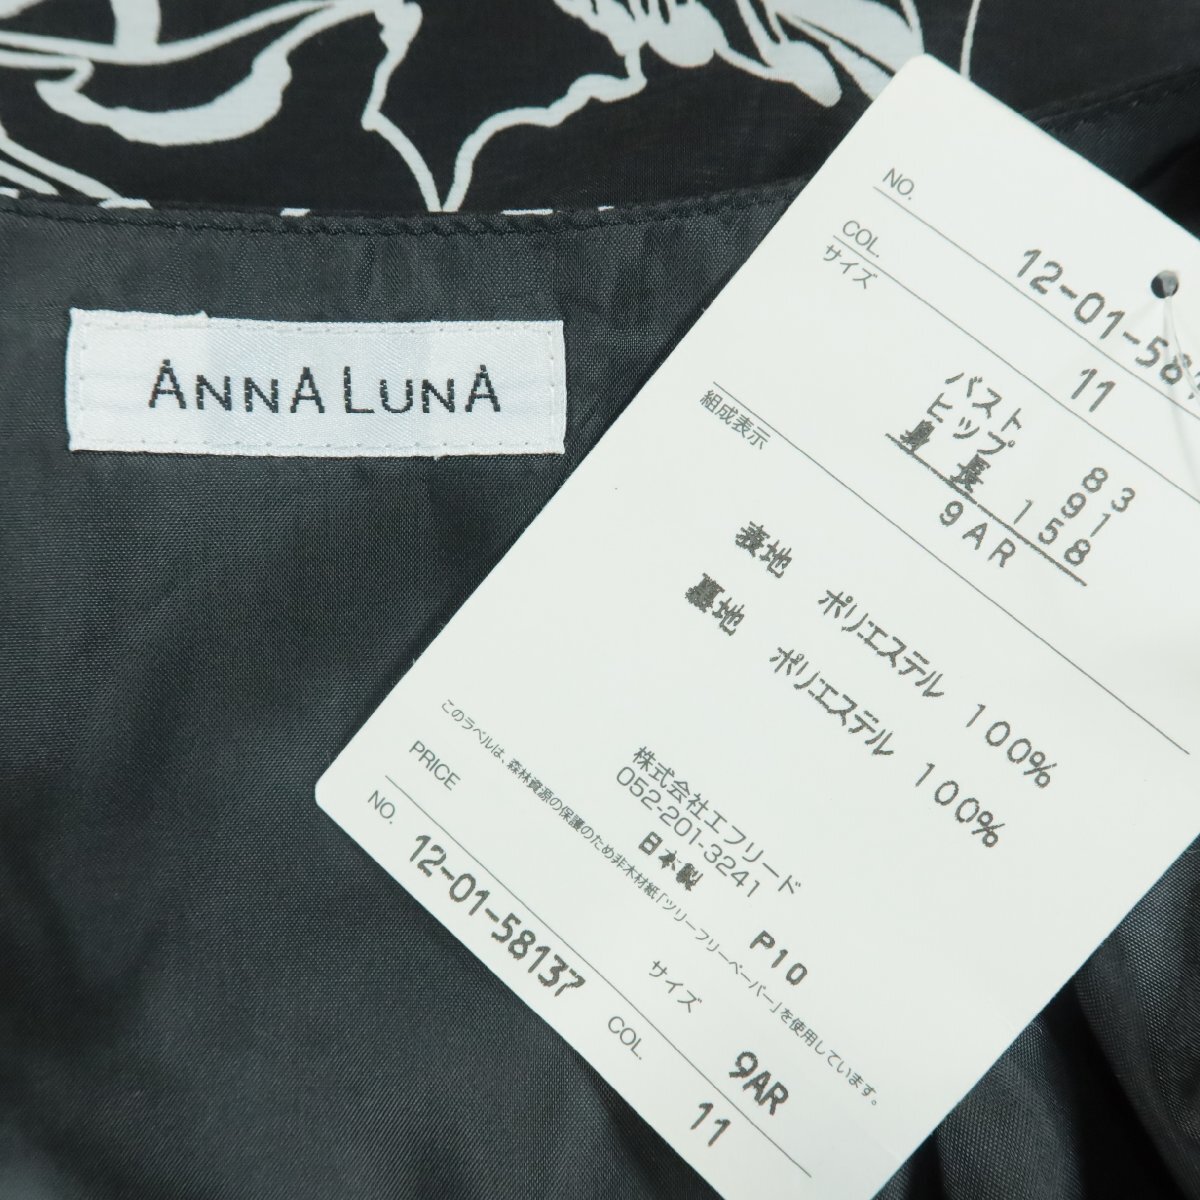 ANNA LUNA
NO.
12-01-58
COL.
11
サイズ
バスト 83
ヒップ 91
身長 158
9AR
組成表示
表地 ポリエステル 100%
裏地 ポリエステル 100%
株式会社エフリード
052-201-3241
日本製 P10
このラベルは、森林資源の保護のため非木材紙「ツリーフリーペーパー」を使用しています。
PRICE
NO.
12-01-58137
サイズ
9AR
COL.
11